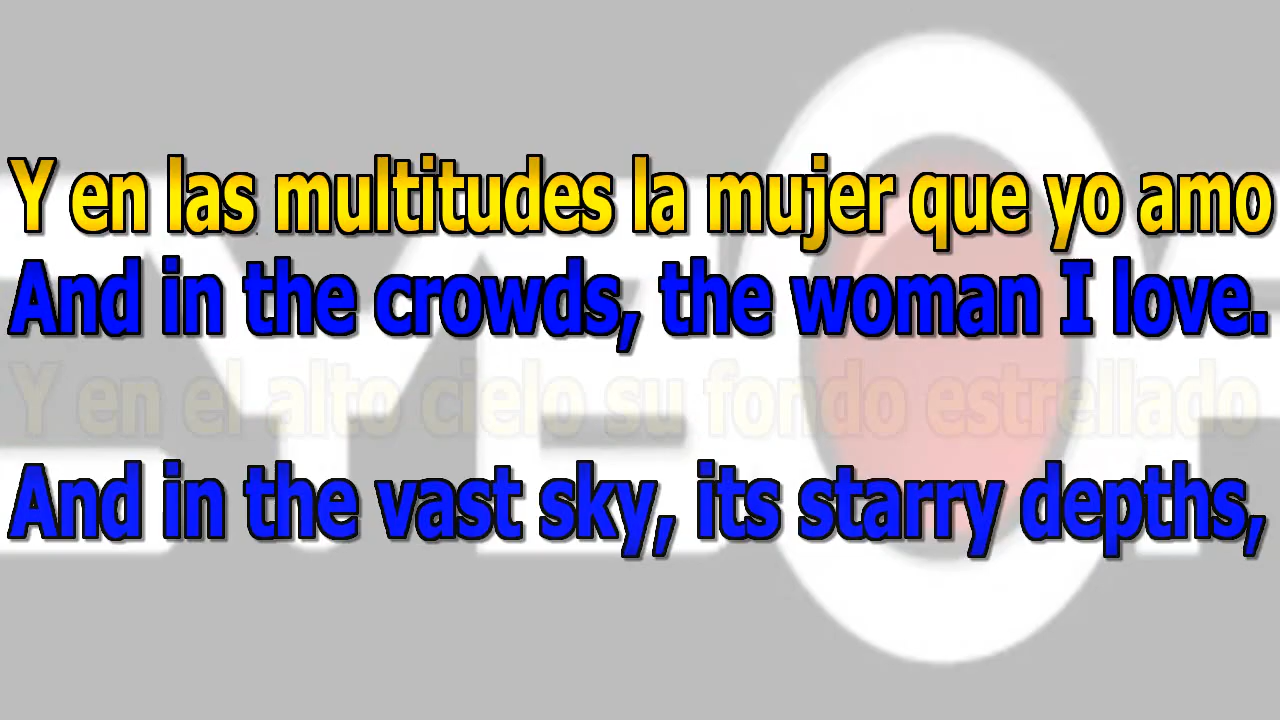 Y en las multitudes la mujer que yo amo
And in the crowds, the woman I love.
Y en el alto cielo su fondo estrellado
And in the vast sky, its starry depths,